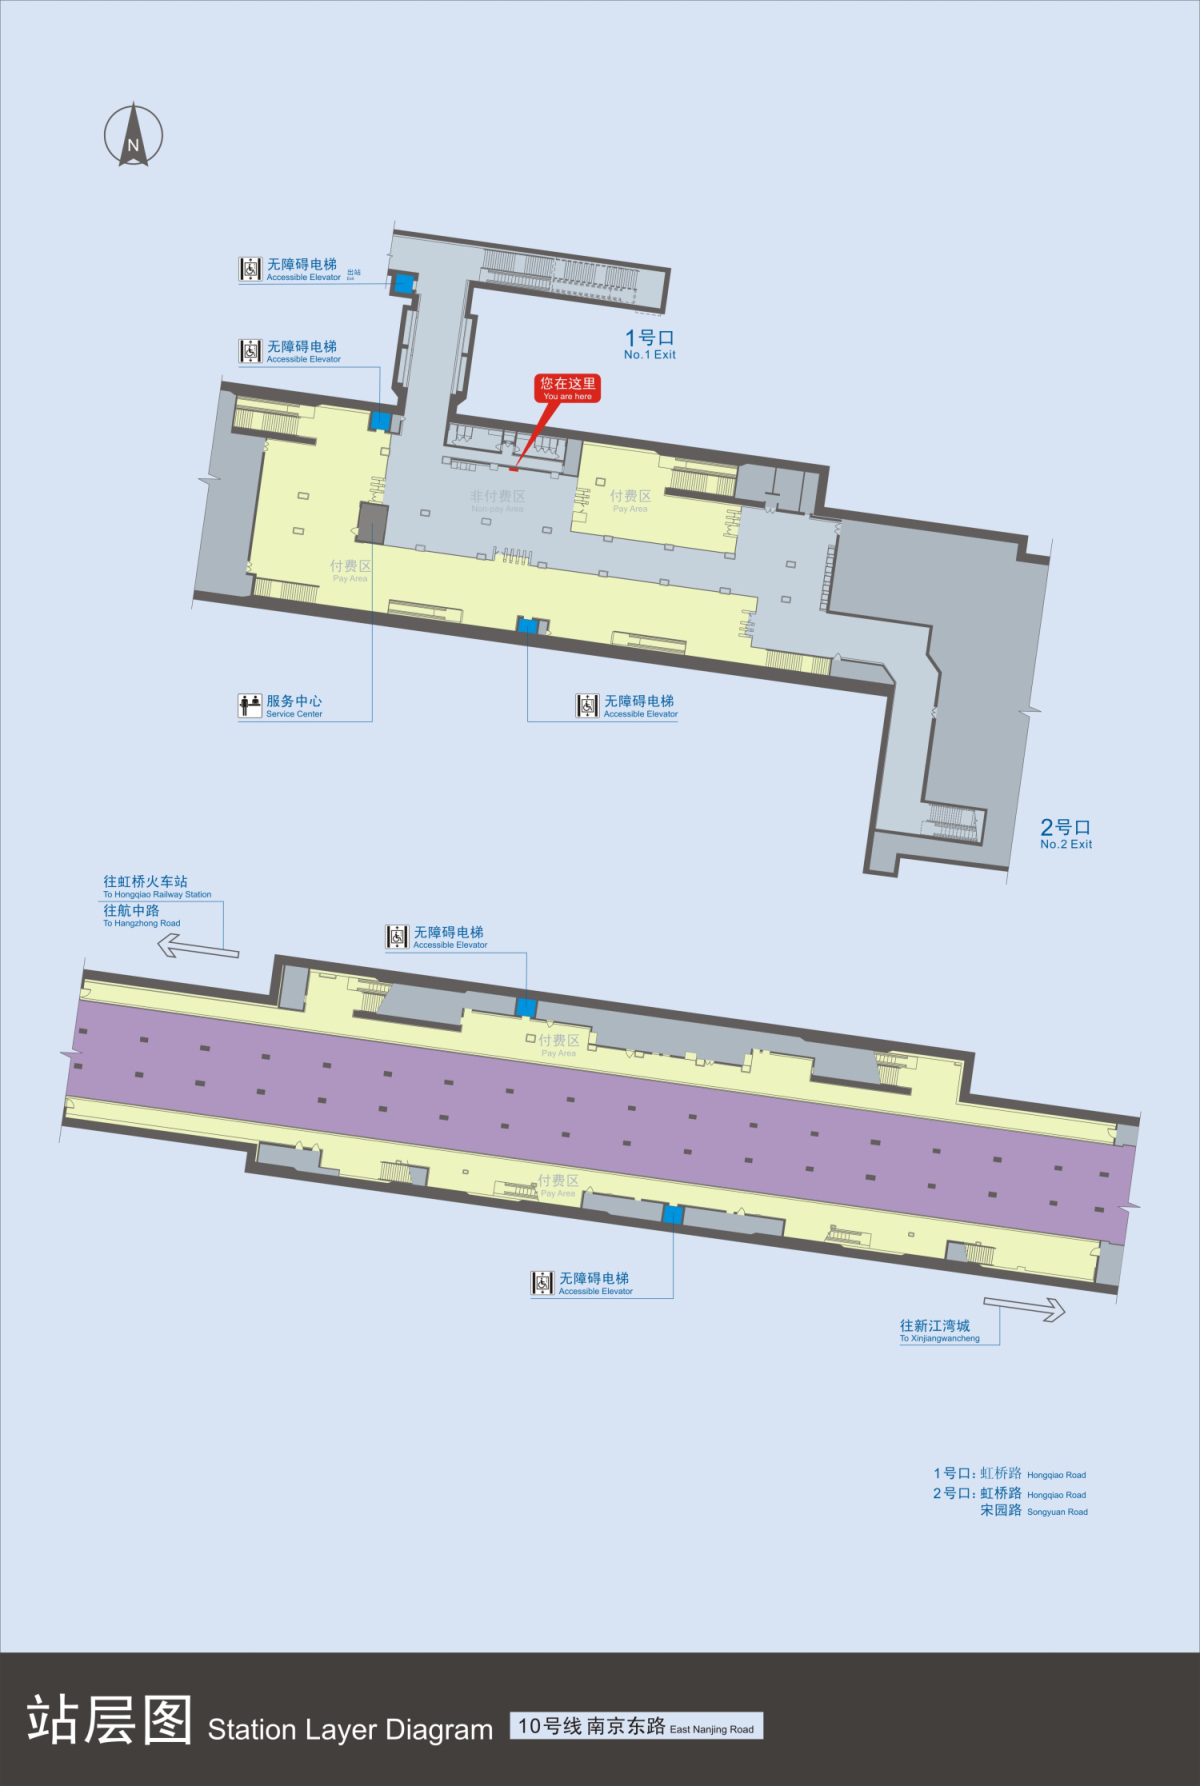 N
无障碍电梯 出站
Accessible Elevator Exit
无障碍电梯
Accessible Elevator
1号口
No.1 Exit
您在这里
You are here
非付费区
Non-pay Area
付费区
Pay Area
付费区
Pay Area
服务中心
Service Center
无障碍电梯
Accessible Elevator
2号口
No.2 Exit
往虹桥火车站
To Hongqiao Railway Station
往航中路
To Hangzhong Road
无障碍电梯
Accessible Elevator
付费区
Pay Area
付费区
Pay Area
无障碍电梯
Accessible Elevator
往新江湾城
To Xinjiangwancheng
1号口: 虹桥路 Hongqiao Road
2号口: 虹桥路 Hongqiao Road
宋园路 Songyuan Road
站层图 Station Layer Diagram 10号线 南京东路 East Nanjing Road